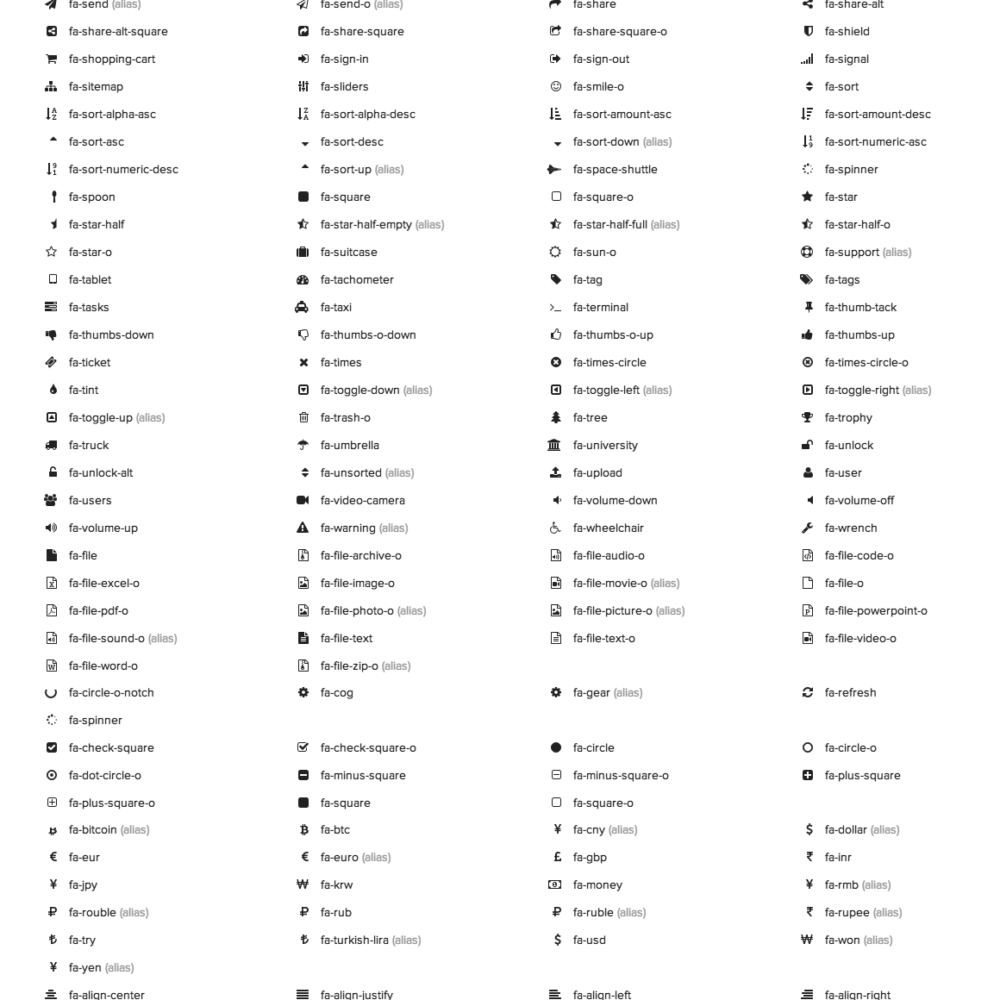 fa-send (alias) fa-send-o (alias) fa-share fa-share-alt
fa-share-alt-square fa-share-square fa-share-square-o fa-shield
fa-shopping-cart fa-sign-in fa-sign-out fa-signal
fa-sitemap fa-sliders fa-smile-o fa-sort
fa-sort-alpha-asc fa-sort-alpha-desc fa-sort-amount-asc fa-sort-amount-desc
fa-sort-asc fa-sort-desc fa-sort-down (alias) fa-sort-numeric-asc
fa-sort-numeric-desc fa-sort-up (alias) fa-space-shuttle fa-spinner
fa-spoon fa-square fa-square-o fa-star
fa-star-half fa-star-half-empty (alias) fa-star-half-full (alias) fa-star-half-o
fa-star-o fa-suitcase fa-sun-o fa-support (alias)
fa-tablet fa-tachometer fa-tag fa-tags
fa-tasks fa-taxi fa-terminal fa-thumb-tack
fa-thumbs-down fa-thumbs-o-down fa-thumbs-o-up fa-thumbs-up
fa-ticket fa-times fa-times-circle fa-times-circle-o
fa-tint fa-toggle-down (alias) fa-toggle-left (alias) fa-toggle-right (alias)
fa-toggle-up (alias) fa-trash-o fa-tree fa-trophy
fa-truck fa-umbrella fa-university fa-unlock
fa-unlock-alt fa-unsorted (alias) fa-upload fa-user
fa-users fa-video-camera fa-volume-down fa-volume-off
fa-volume-up fa-warning (alias) fa-wheelchair fa-wrench
fa-file fa-file-archive-o fa-file-audio-o fa-file-code-o
fa-file-excel-o fa-file-image-o fa-file-movie-o (alias) fa-file-o
fa-file-pdf-o fa-file-photo-o (alias) fa-file-picture-o (alias) fa-file-powerpoint-o
fa-file-sound-o (alias) fa-file-text fa-file-text-o fa-file-video-o
fa-file-word-o fa-file-zip-o (alias)
fa-circle-o-notch fa-cog fa-gear (alias) fa-refresh
fa-spinner
fa-check-square fa-check-square-o fa-circle fa-circle-o
fa-dot-circle-o fa-minus-square fa-minus-square-o fa-plus-square
fa-plus-square-o fa-square fa-square-o
fa-bitcoin (alias) fa-btc fa-cny (alias) fa-dollar (alias)
fa-eur fa-euro (alias) fa-gbp fa-inr
fa-jpy fa-krw fa-money fa-rmb (alias)
fa-rouble (alias) fa-rub fa-ruble (alias) fa-rupee (alias)
fa-try fa-turkish-lira (alias) fa-usd fa-won (alias)
fa-yen (alias)
fa-align-center fa-align-justify fa-align-left fa-align-right